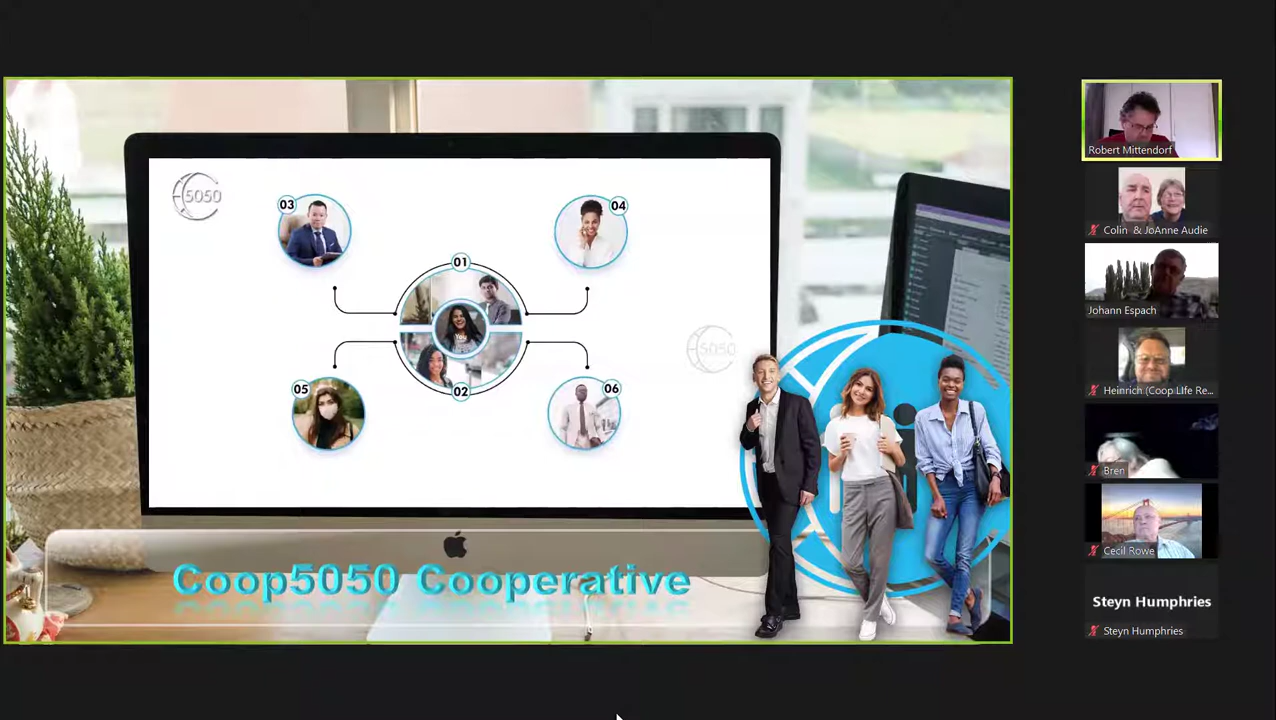 5050
03
04
01
You
5050
02
05
06
Coop5050 Cooperative
Robert Mittendorf
Colin & JoAnne Audie
Johann Espach
Heinrich (Coop LIfe Re...
Bren
Cecil Rowe
Steyn Humphries
Steyn Humphries